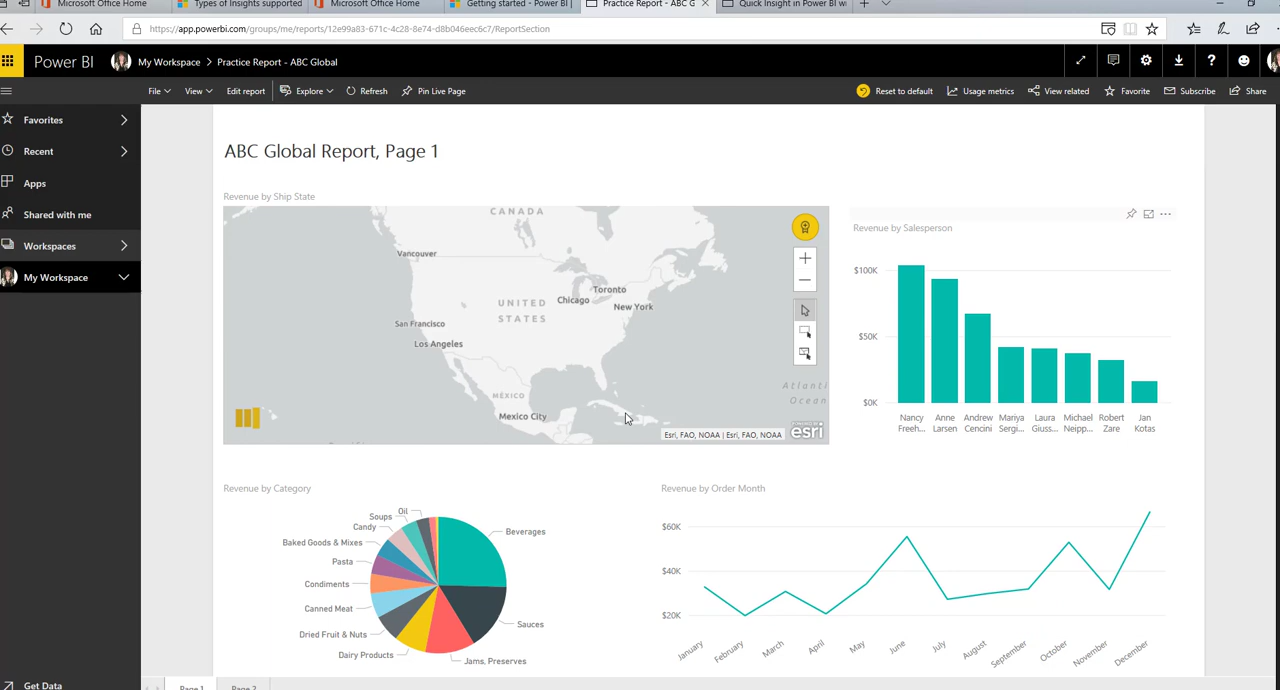 Microsoft Office Home
Types of Insights supported
Microsoft Office Home
Getting started - Power BI |
Practice Report - ABC G
Quick Insight in Power BI wi
https://app.powerbi.com/groups/me/reports/12e99a83-671c-4c28-8e74-d8b046ec6c7/ReportSection
Power BI
My Workspace > Practice Report - ABC Global
File
View
Edit report
Explore
Refresh
Pin Live Page
Reset to default
Usage metrics
View related
Favorite
Subscribe
Share
Favorites
Recent
Apps
Shared with me
Workspaces
My Workspace
Get Data
ABC Global Report, Page 1
Revenue by Ship State
CANADA
Vancouver
Toronto
Chicago
New York
UNITED
STATES
San Francisco
Los Angeles
MÉXICO
Mexico City
Atlanti
Ocean
Esri, FAO, NOAA | Esri, FAO, NOAA
esri
Revenue by Salesperson
$100K
$50K
$0K
Nancy
Freeh...
Anne
Larsen
Andrew
Cencini
Mariya
Sergi...
Laura
Giuss...
Michael
Neipp...
Robert
Zare
Jan
Kotas
Revenue by Category
Oil
Soups
Candy
Baked Goods & Mixes
Pasta
Condiments
Canned Meat
Dried Fruit & Nuts
Dairy Products
Beverages
Sauces
Jams, Preserves
Revenue by Order Month
$60K
$40K
$20K
January
February
March
April
May
June
July
August
September
October
November
December
Page 1
Page 2